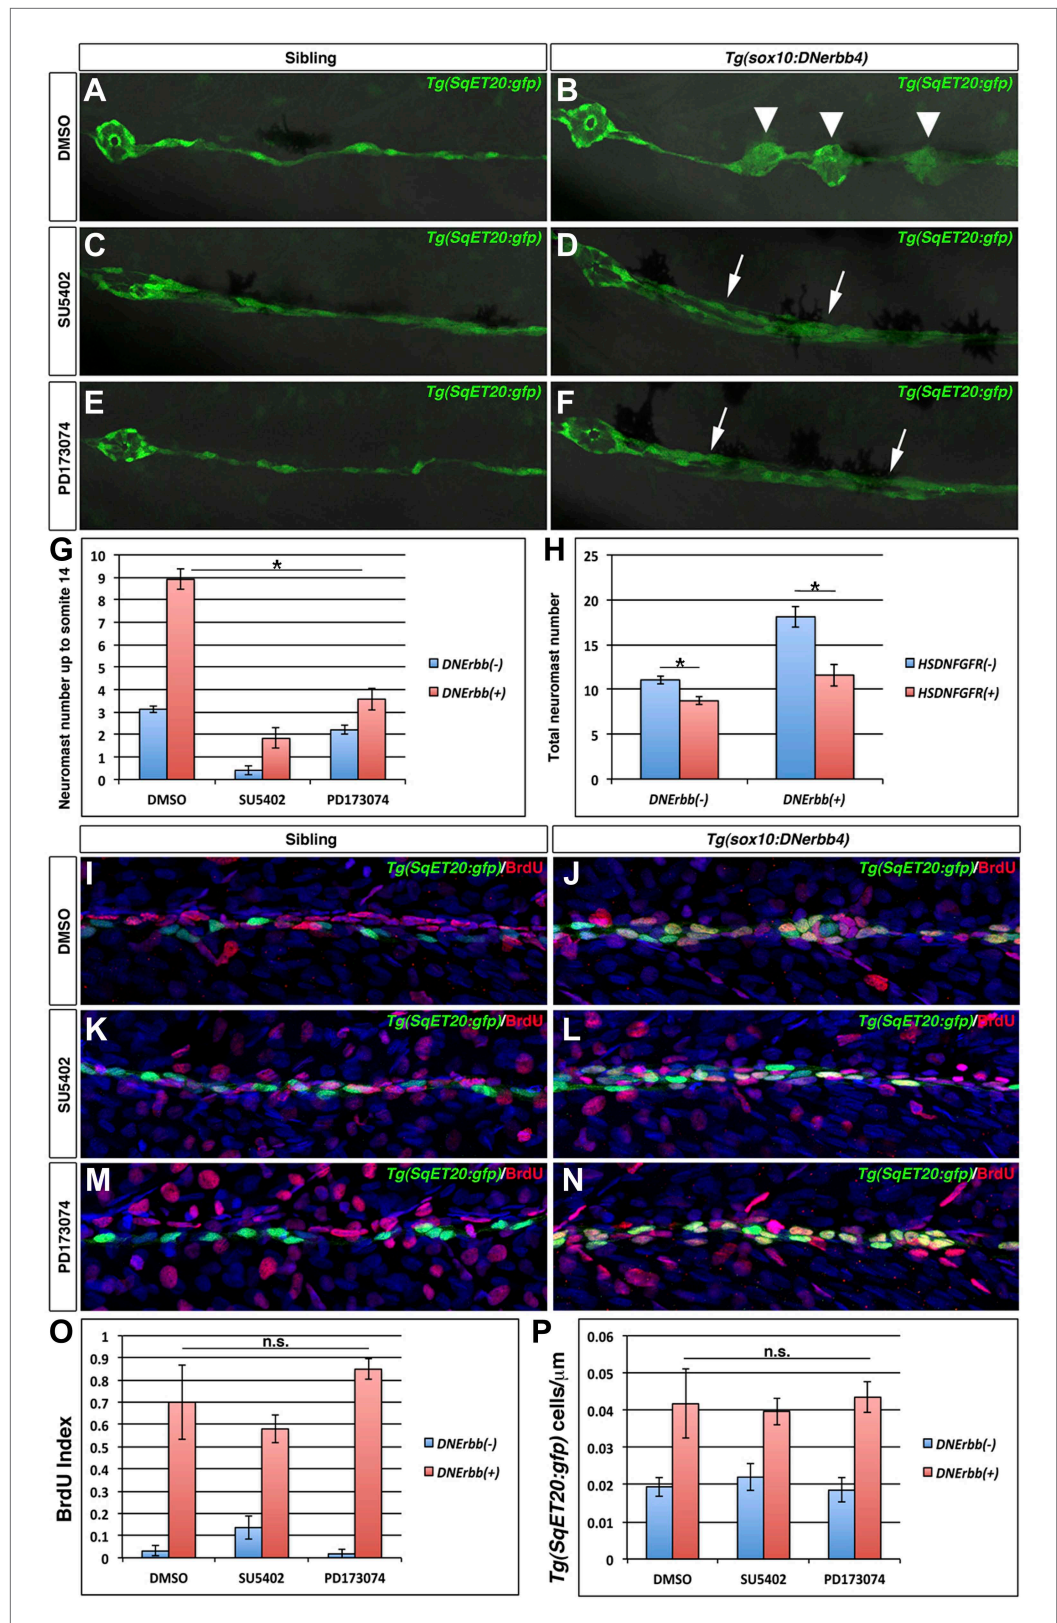 Sibling
Tg(sox10:DNerbb4)
DMSO
A
Tg(SqET20:gfp)
B
Tg(SqET20:gfp)
SU5402
C
Tg(SqET20:gfp)
D
Tg(SqET20:gfp)
PD173074
E
Tg(SqET20:gfp)
F
Tg(SqET20:gfp)
G
Neuromast number up to somite 14
10
9
8
7
6
5
4
3
2
1
0
*
DMSO
SU5402
PD173074
DNErbb(-)
DNErbb(+)
H
Total neuromast number
25
20
15
10
5
0
*
*
DNErbb(-)
DNErbb(+)
HSDNFGFR(-)
HSDNFGFR(+)
Sibling
Tg(sox10:DNerbb4)
DMSO
I
Tg(SqET20:gfp)/BrdU
J
Tg(SqET20:gfp)/BrdU
SU5402
K
Tg(SqET20:gfp)/BrdU
L
Tg(SqET20:gfp)/BrdU
PD173074
M
Tg(SqET20:gfp)/BrdU
N
Tg(SqET20:gfp)/BrdU
O
BrdU Index
1
0.9
0.8
0.7
0.6
0.5
0.4
0.3
0.2
0.1
0
n.s.
DMSO
SU5402
PD173074
DNErbb(-)
DNErbb(+)
P
Tg(SqET20:gfp) cells/µm
0.06
0.05
0.04
0.03
0.02
0.01
0
n.s.
DMSO
SU5402
PD173074
DNErbb(-)
DNErbb(+)